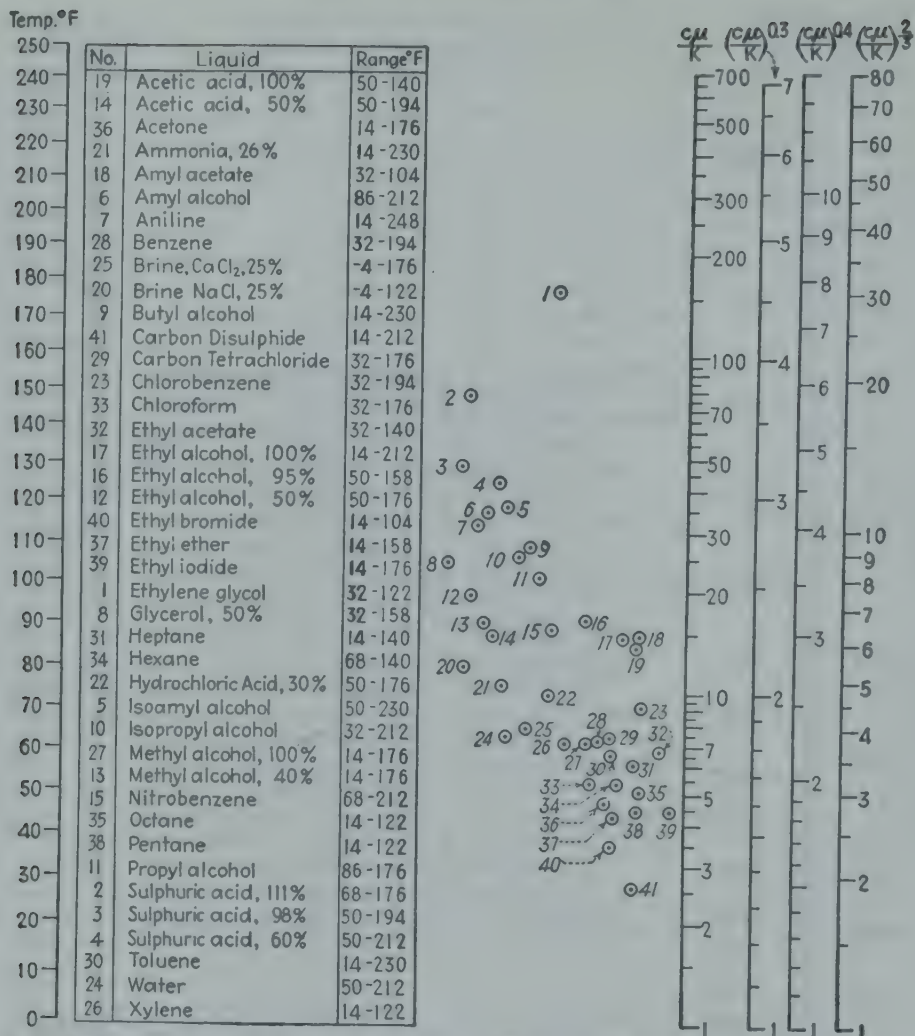 Temp.°F
250
240
230
220
210
200
190
180
170
160
150
140
130
120
110
100
90
80
70
60
50
40
30
20
10
0
No. Liquid Range°F
19 Acetic acid, 100% 50-140
14 Acetic acid, 50% 50-194
36 Acetone 14-176
21 Ammonia, 26% 14-230
18 Amyl acetate 32-104
6 Amyl alcohol 86-212
7 Aniline 14-248
28 Benzene 32-194
25 Brine, CaCl₂, 25% -4-176
20 Brine NaCl, 25% -4-122
9 Butyl alcohol 14-230
41 Carbon Disulphide 14-212
29 Carbon Tetrachloride 32-176
23 Chlorobenzene 32-194
33 Chloroform 32-176
32 Ethyl acetate 32-140
17 Ethyl alcohol, 100% 14-212
16 Ethyl alcohol, 95% 50-158
12 Ethyl alcohol, 50% 50-176
40 Ethyl bromide 14-104
37 Ethyl ether 14-158
39 Ethyl iodide 14-176
1 Ethylene glycol 32-122
8 Glycerol, 50% 32-158
31 Heptane 14-140
34 Hexane 68-140
22 Hydrochloric Acid, 30% 50-176
5 Isoamyl alcohol 50-230
10 Isopropyl alcohol 32-212
27 Methyl alcohol, 100% 14-176
13 Methyl alcohol, 40% 14-176
15 Nitrobenzene 68-212
35 Octane 14-122
38 Pentane 14-122
11 Propyl alcohol 86-176
2 Sulphuric acid, 111% 68-176
3 Sulphuric acid, 98% 50-194
4 Sulphuric acid, 60% 50-212
30 Toluene 14-230
24 Water 50-212
26 Xylene 14-122
1
2
3
4
6 5
7
10 9
8
11
12
13 14 15 16
17 18
19
20
21 22
23
24 25 26 27 28 29 32
30 31
33
34 35
36
37 38 39
40
41
cμ/K (cμ/K)^0.3 (cμ/K)^0.4 (cμ/K)^2/3
700
500
300
200
100
70
50
30
20
10
7
5
3
2
1
7
6
5
4
3
2
1
10
9
8
7
6
5
4
3
2
1
80
70
60
50
40
30
20
10
9
8
7
6
5
4
3
2
1